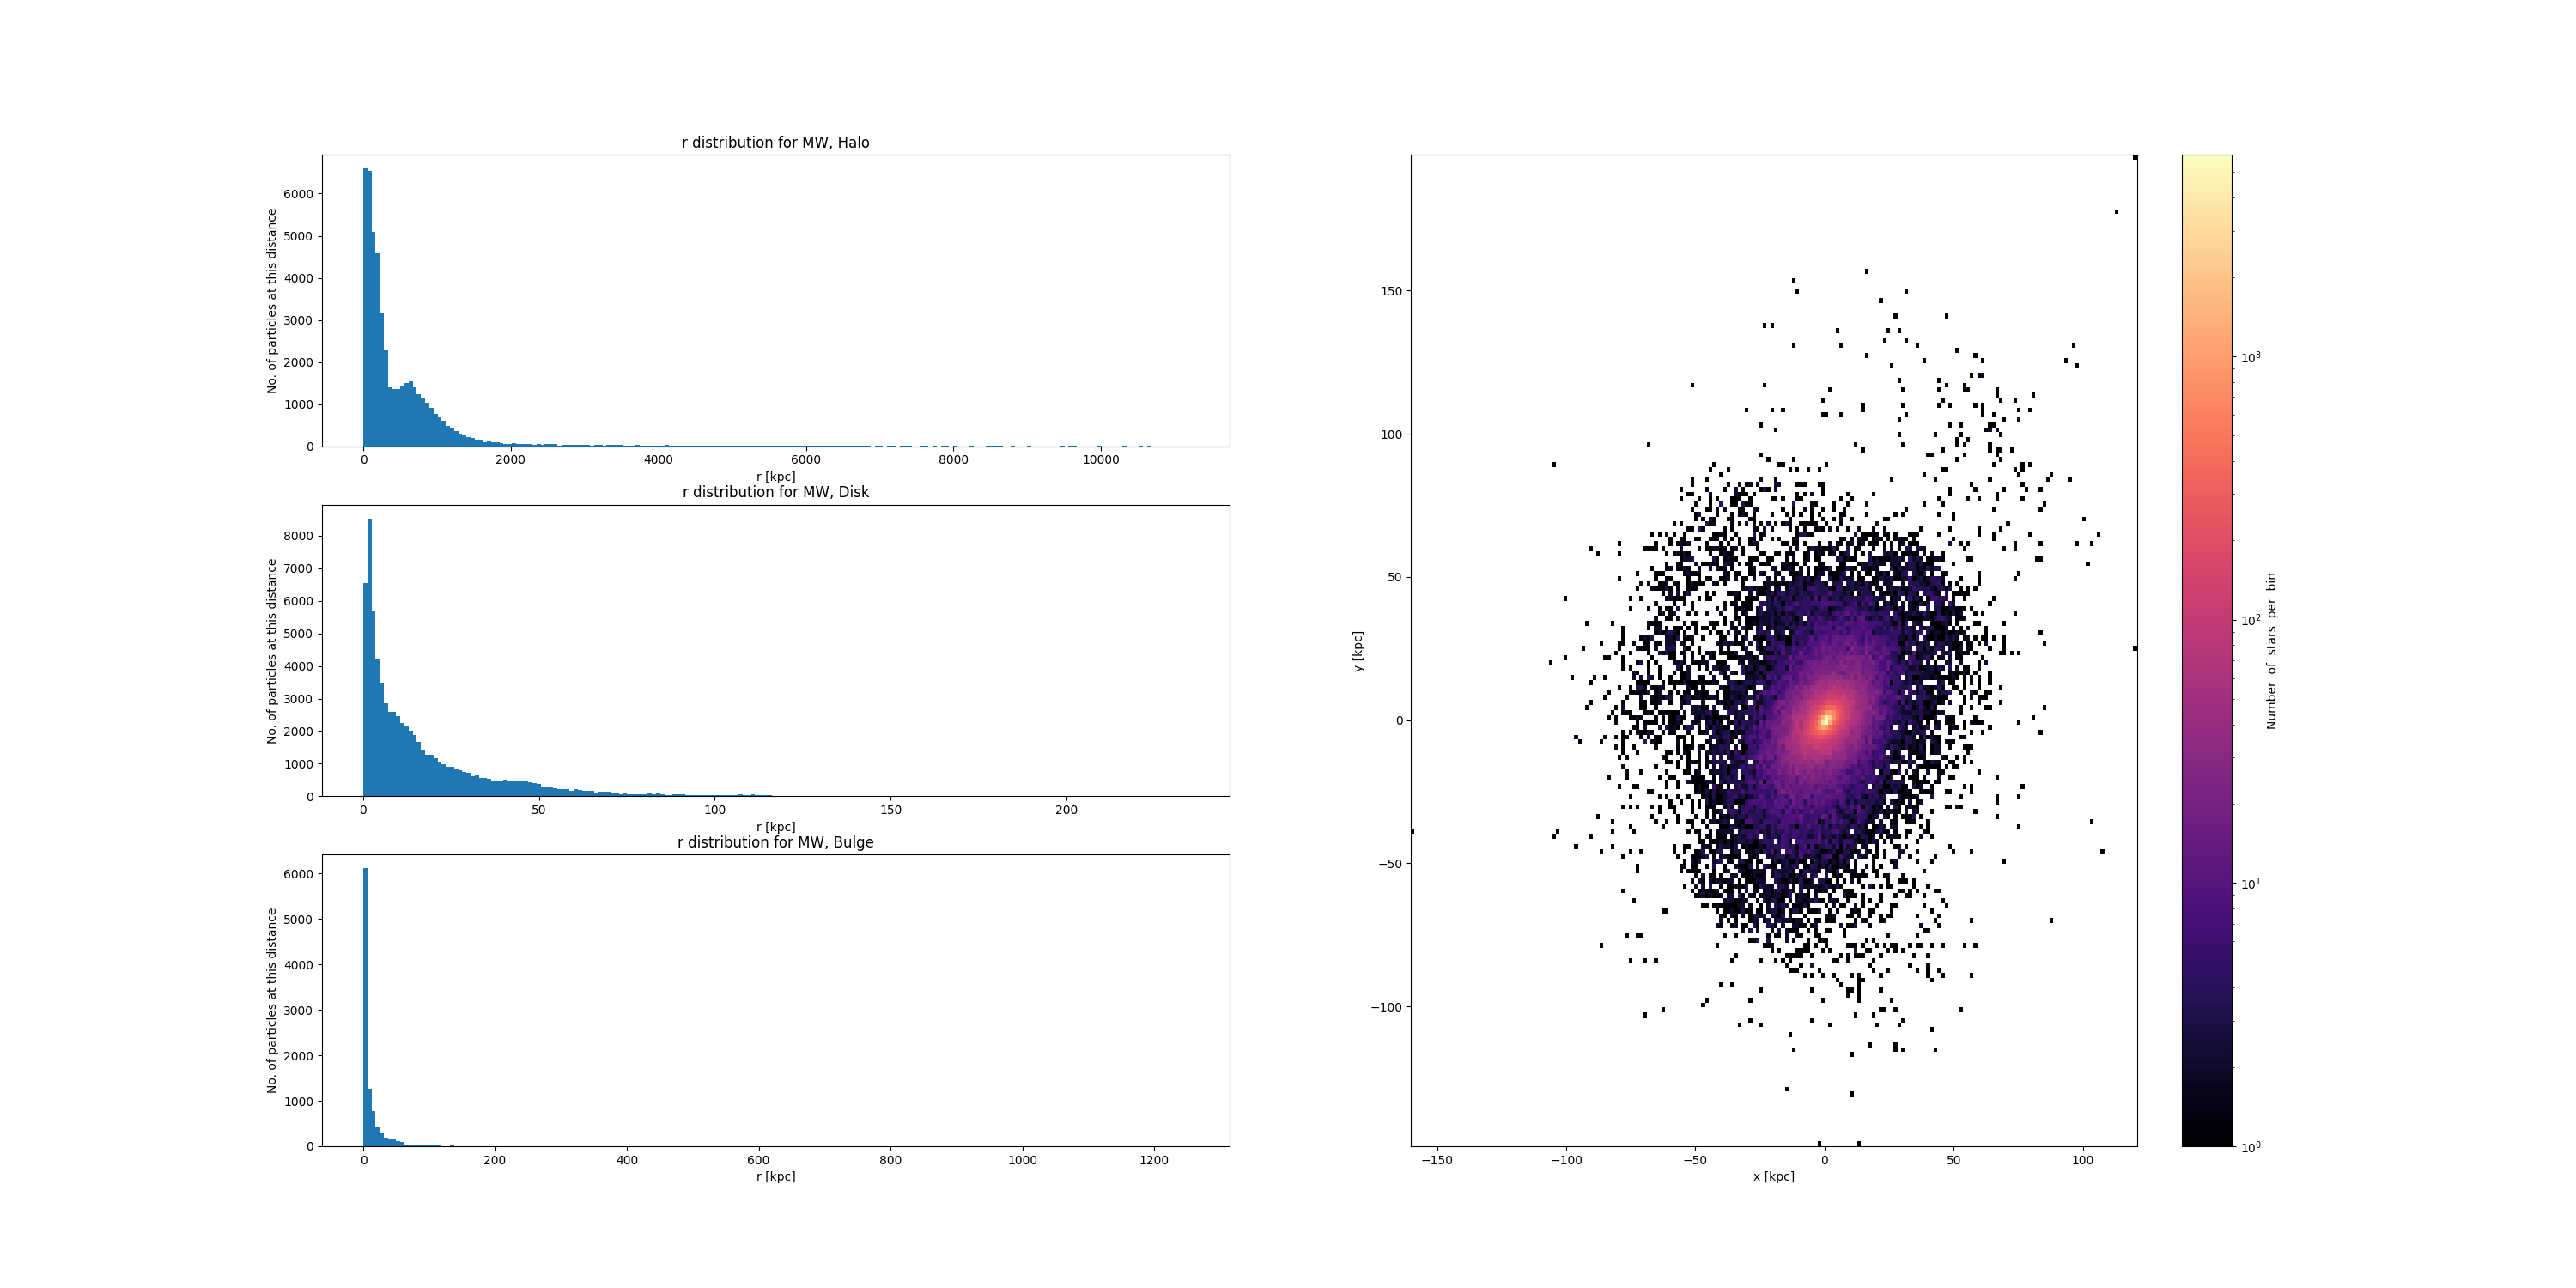 r distribution for MW, Halo
No. of particles at this distance
6000
5000
4000
3000
2000
1000
0
0 2000 4000 6000 8000 10000
r [kpc]
r distribution for MW, Disk
No. of particles at this distance
8000
7000
6000
5000
4000
3000
2000
1000
0
0 50 100 150 200
r [kpc]
r distribution for MW, Bulge
No. of particles at this distance
6000
5000
4000
3000
2000
1000
0
0 200 400 600 800 1000 1200
r [kpc]
y [kpc]
150
100
50
0
−50
−100
−150 −100 −50 0 50 100
x [kpc]
10³
10²
10¹
10⁰
Number of stars per bin